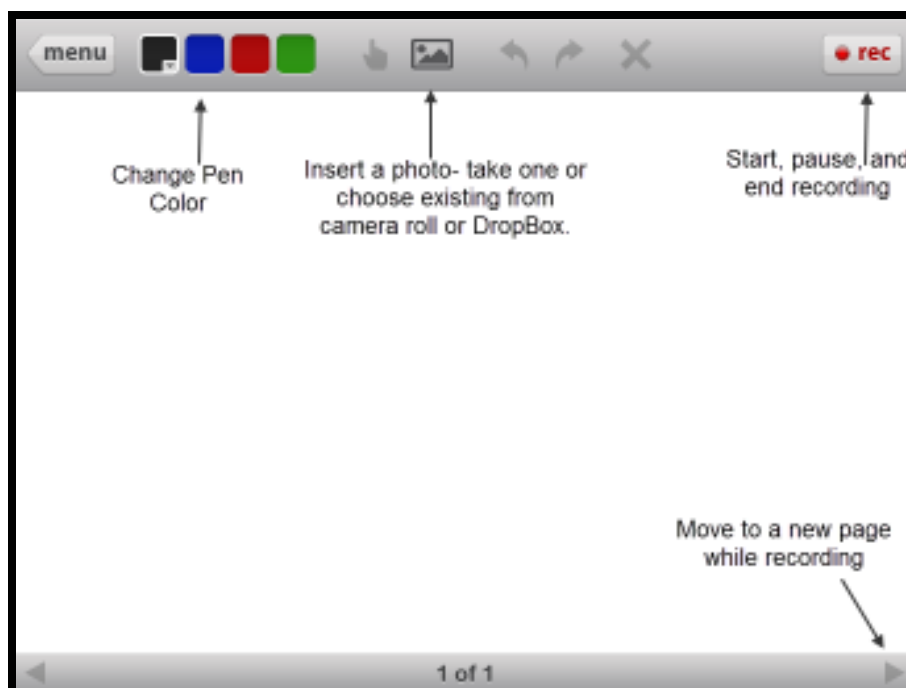 menu
rec
Change Pen
Color
Insert a photo- take one or
choose existing from
camera roll or DropBox.
Start, pause, and
end recording
Move to a new page
while recording
1 of 1